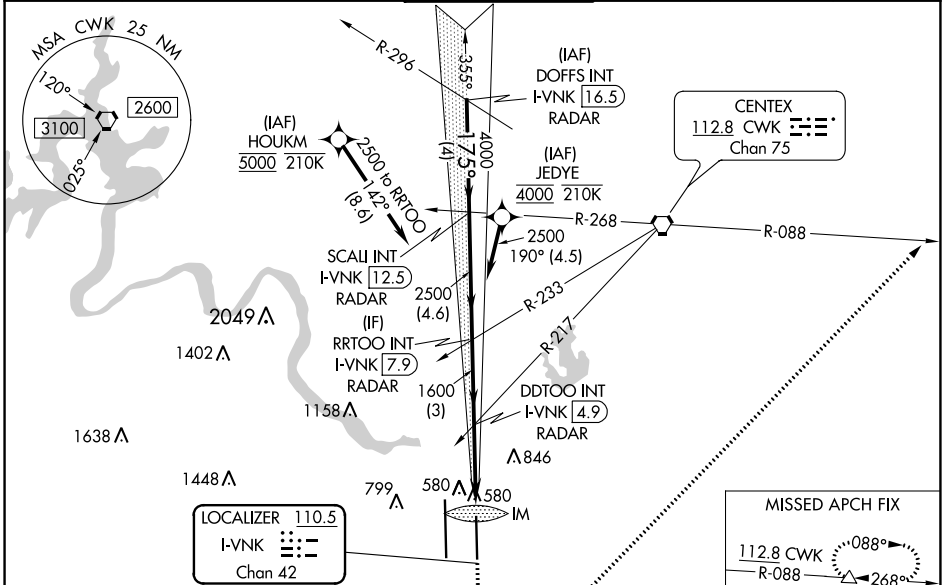 MSA CWK 25 NM
120°
2600
3100
025°
R-296
355°
(IAF)
DOFFS INT
I-VNK 16.5
RADAR
CENTEX
112.8 CWK
Chan 75
(IAF)
HOUKM
5000 210K
2500 to RRTOO
142°
(8.6)
4000
175°
(4)
(IAF)
JEDYE
4000 210K
R-268
R-088
2500
190° (4.5)
SCALI INT
I-VNK 12.5
RADAR
2500
(4.6)
R-233
R-217
2049
1402
(IF)
RRTOO INT
I-VNK 7.9
RADAR
1600
(3)
DDTOO INT
I-VNK 4.9
RADAR
1158
1638
846
1448
799
580
580
IM
LOCALIZER 110.5
I-VNK
Chan 42
MISSED APCH FIX
112.8 CWK
R-088
088°
268°